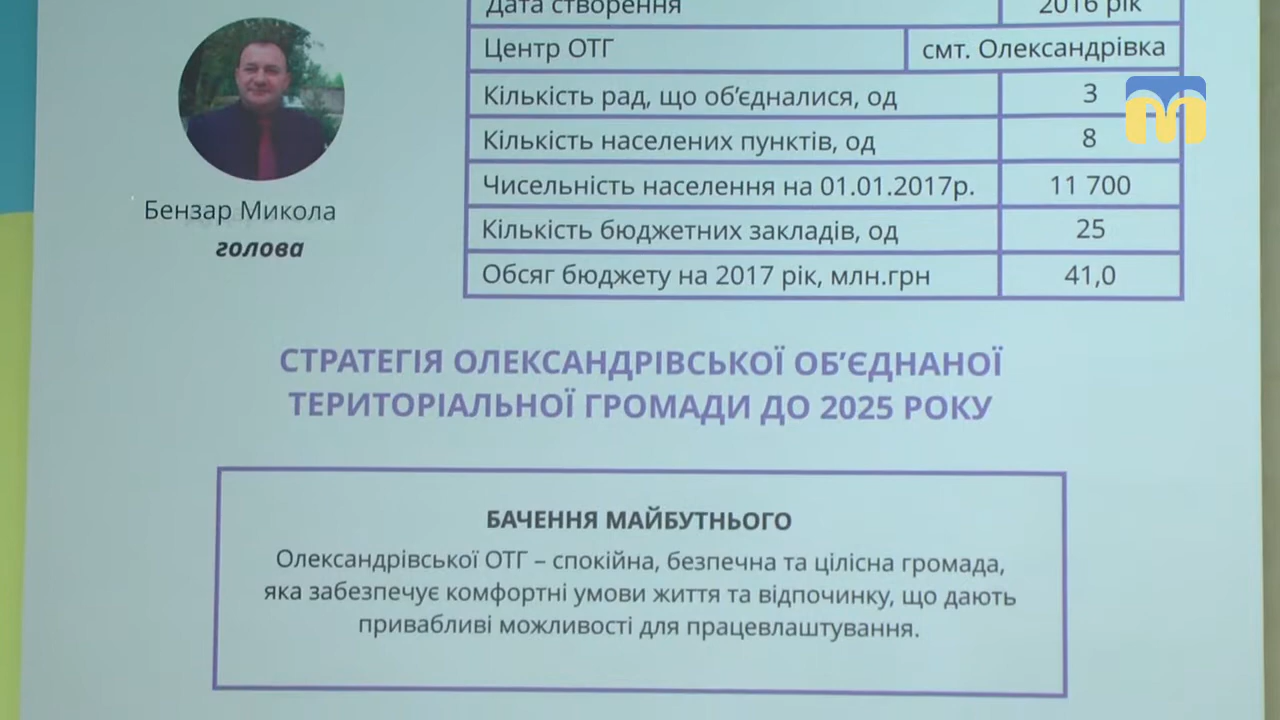 Дата створення 2016 рік
Центр ОТГ смт. Олександрівка
Кількість рад, що об’єдналися, од 3
Кількість населених пунктів, од 8
Чисельність населення на 01.01.2017р. 11 700
Кількість бюджетних закладів, од 25
Обсяг бюджету на 2017 рік, млн.грн 41,0
Бензар Микола
голова
СТРАТЕГІЯ ОЛЕКСАНДРІВСЬКОЇ ОБ’ЄДНАНОЇ
ТЕРИТОРІАЛЬНОЇ ГРОМАДИ ДО 2025 РОКУ
БАЧЕННЯ МАЙБУТНЬОГО
Олександрівської ОТГ – спокійна, безпечна та цілісна громада,
яка забезпечує комфортні умови життя та відпочинку, що дають
привабливі можливості для працевлаштування.